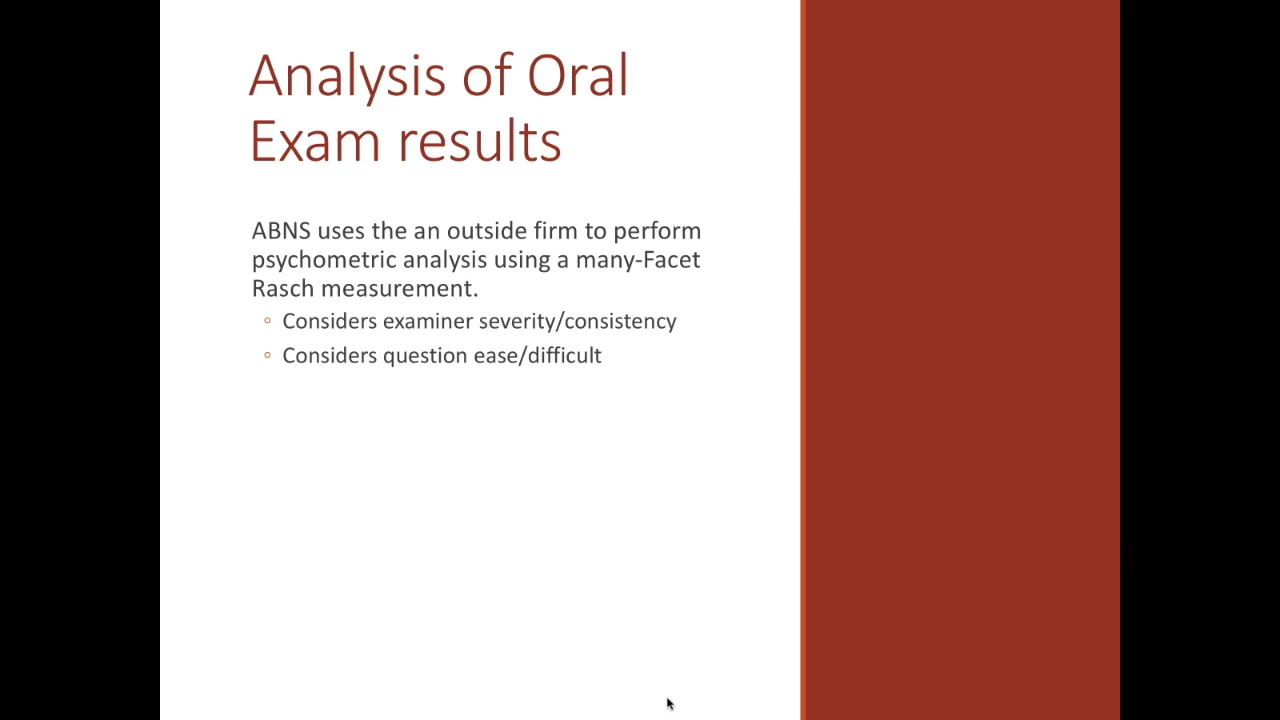 Analysis of Oral
Exam results
ABNS uses the an outside firm to perform
psychometric analysis using a many-Facet
Rasch measurement.
◦ Considers examiner severity/consistency
◦ Considers question ease/difficult